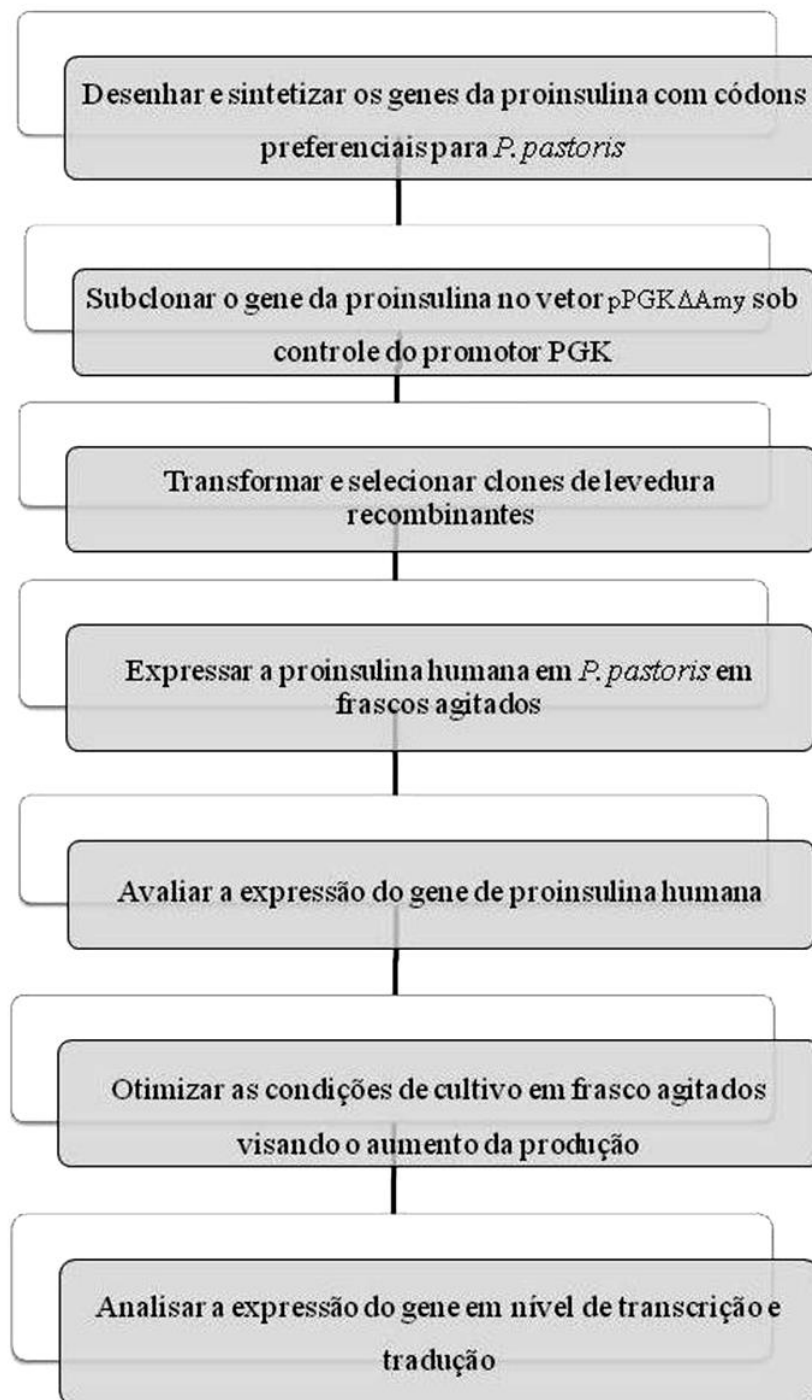 Desenhar e sintetizar os genes da proinsulina com códons
preferenciais para P. pastoris
Subclonar o gene da proinsulina no vetor pPGKΔAmy sob
controle do promotor PGK
Transformar e selecionar clones de levedura
recombinantes
Expressar a proinsulina humana em P. pastoris em
frascos agitados
Avaliar a expressão do gene de proinsulina humana
Otimizar as condições de cultivo em frasco agitados
visando o aumento da produção
Analisar a expressão do gene em nível de transcrição e
tradução